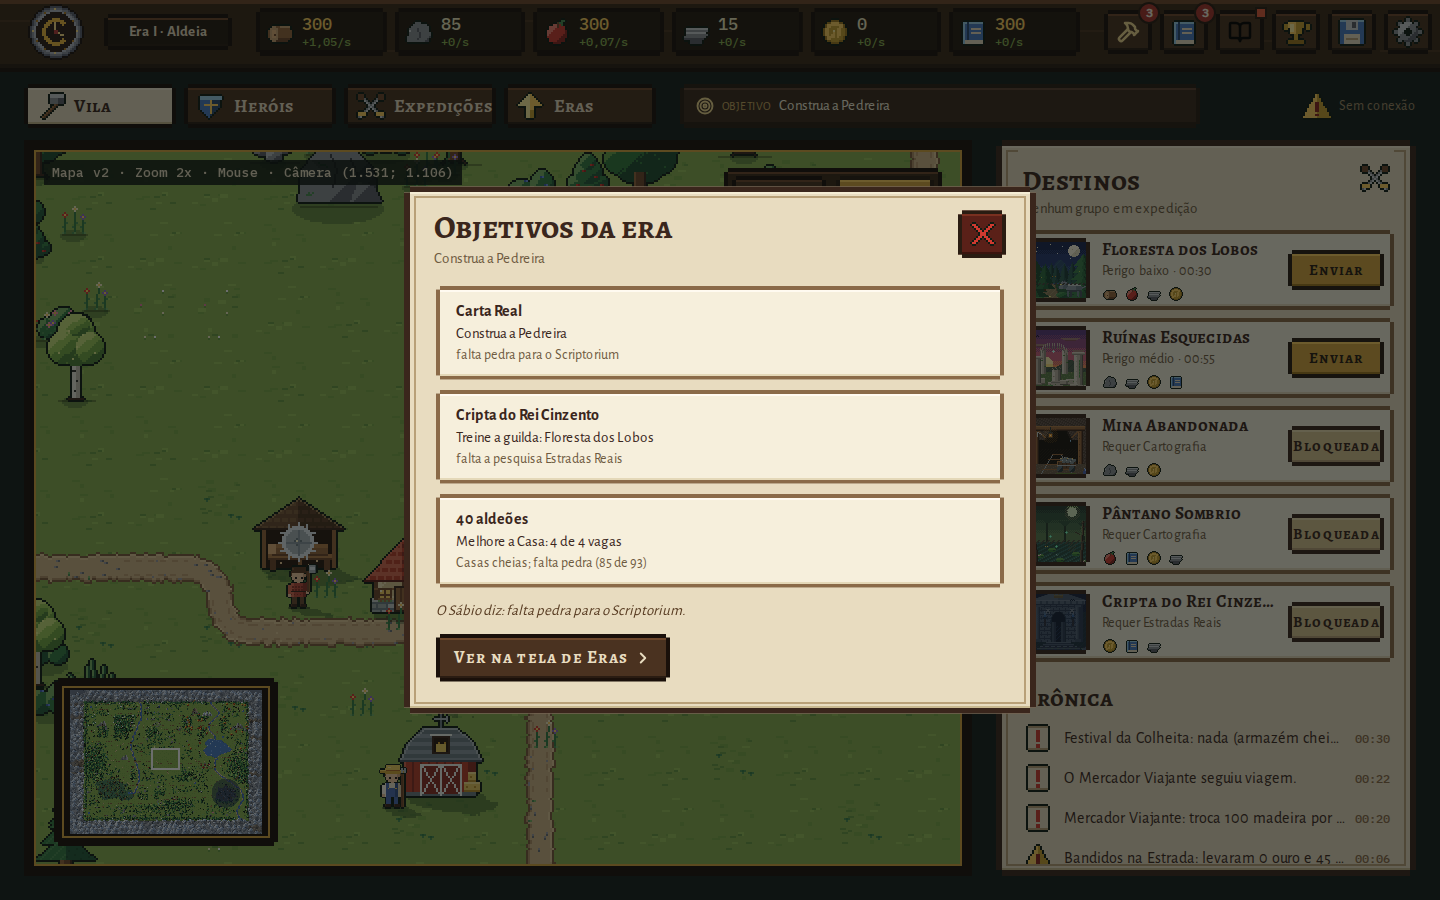 Era I · Aldeia
300
+1,05/s
85
+0/s
300
+0,07/s
15
+0/s
0
+0/s
300
+0/s
3
3
Vila
Heróis
Expedições
Eras
OBJETIVO Construa a Pedreira
Sem conexão
Mapa v2 · Zoom 2x · Mouse · Câmera (1.531; 1.106)
Objetivos da era
Construa a Pedreira
Carta Real
Construa a Pedreira
falta pedra para o Scriptorium
Cripta do Rei Cinzento
Treine a guilda: Floresta dos Lobos
falta a pesquisa Estradas Reais
40 aldeões
Melhore a Casa: 4 de 4 vagas
Casas cheias; falta pedra (85 de 93)
O Sábio diz: falta pedra para o Scriptorium.
Ver na tela de Eras
Destinos
enhum grupo em expedição
Floresta dos Lobos
Perigo baixo · 00:30
Enviar
Ruínas Esquecidas
Perigo médio · 00:55
Enviar
Mina Abandonada
Requer Cartografia
Bloqueada
Pântano Sombrio
Requer Cartografia
Bloqueada
Cripta do Rei Cinze...
Requer Estradas Reais
Bloqueada
rônica
Festival da Colheita: nada (armazém chei... 00:30
O Mercador Viajante seguiu viagem. 00:22
Mercador Viajante: troca 100 madeira por ... 00:20
Bandidos na Estrada: levaram 0 ouro e 45 ... 00:06